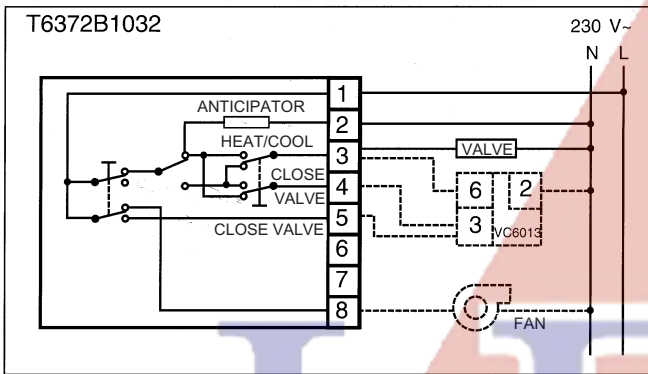 T6372B1032
230 V~
N L
1
ANTICIPATOR
2
HEAT/COOL
3
VALVE
CLOSE
4
6 2
VALVE
5
3
VC6013
CLOSE VALVE
6
7
8
FAN